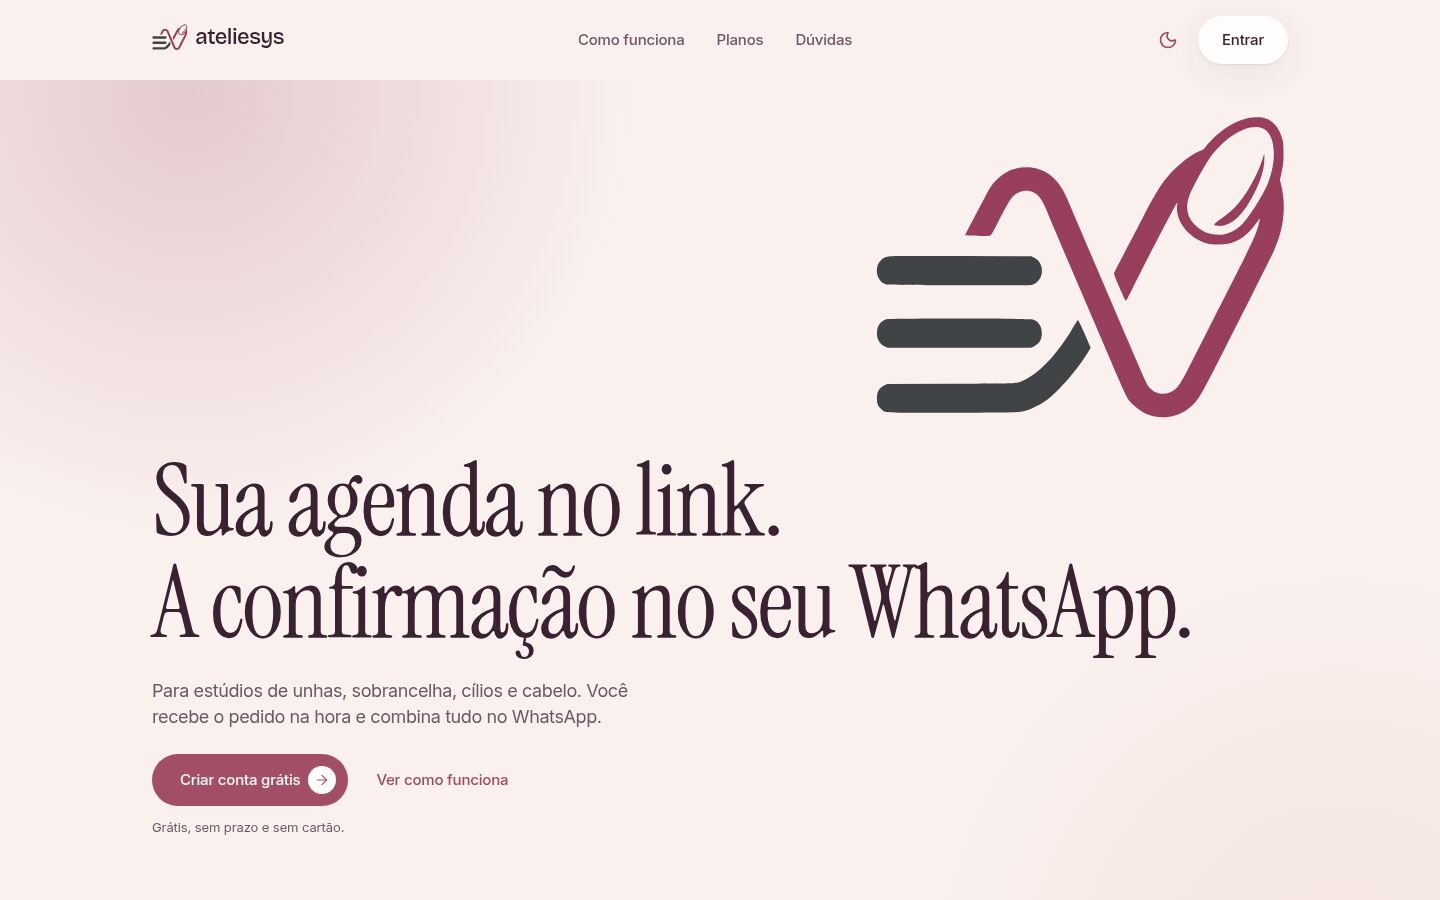 ateliesys
Como funciona
Planos
Dúvidas
Entrar
Sua agenda no link.
A confirmação no seu WhatsApp.
Para estúdios de unhas, sobrancelha, cílios e cabelo. Você
recebe o pedido na hora e combina tudo no WhatsApp.
Criar conta grátis
Ver como funciona
Grátis, sem prazo e sem cartão.